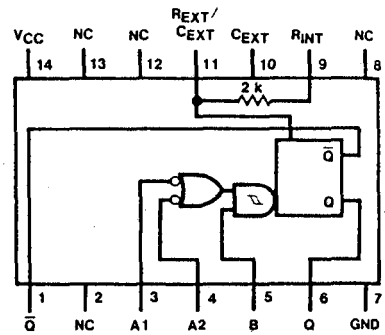 REXT/
VCC NC NC CEXT CEXT RINT NC
14 13 12 11 10 9 8
2 k
Q̅
Q
1 2 3 4 5 6 7
Q̅ NC A1 A2 B Q GND